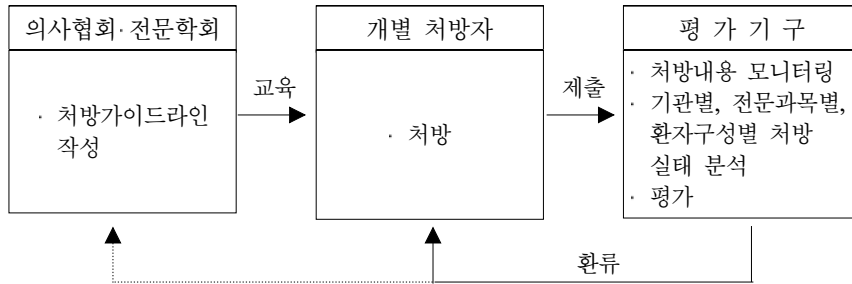 의사협회·전문학회
· 처방가이드라인
작성
교육
개별 처방자
· 처방
제출
평 가 기 구
· 처방내용 모니터링
· 기관별, 전문과목별,
환자구성별 처방
실태 분석
· 평가
환류